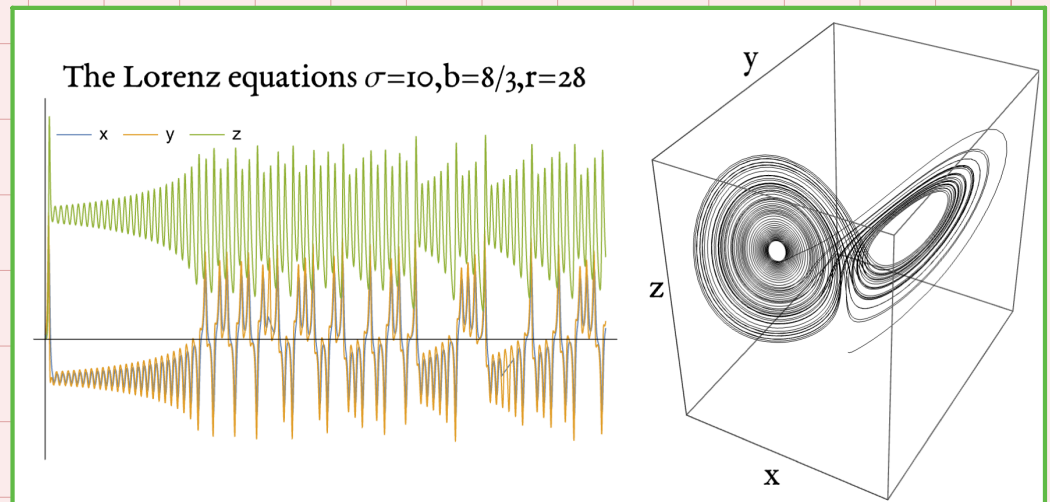 The Lorenz equations σ=10,b=8/3,r=28
x y z
y
z
x